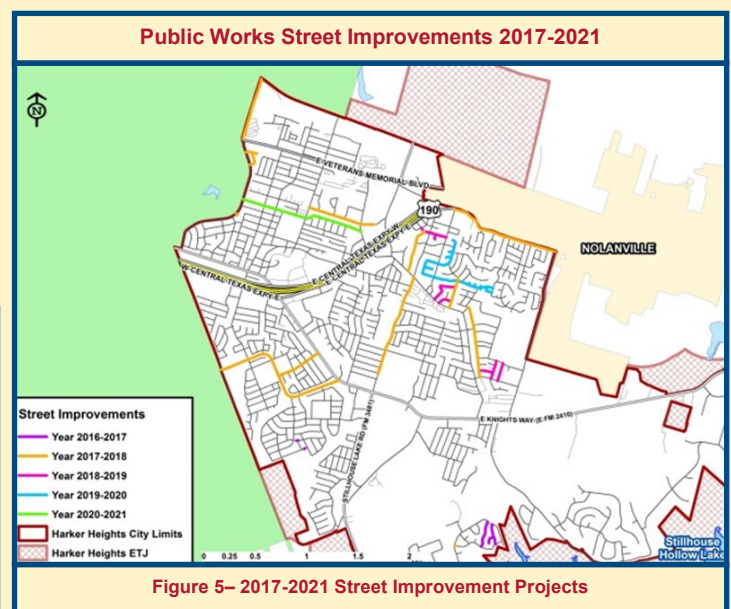 Public Works Street Improvements 2017-2021
N
E VETERANS MEMORIAL BLVD
190
NOLANVILLE
E CENTRAL TEXAS EXPY W
E CENTRAL TEXAS EXPY E
W CENTRAL TEXAS EXPY E
E KNIGHTS WAY (E FM 2410)
STILLHOUSE LAKE RD (FM 3481)
Street Improvements
Year 2016-2017
Year 2017-2018
Year 2018-2019
Year 2019-2020
Year 2020-2021
Harker Heights City Limits
Harker Heights ETJ
0 0.25 0.5 1 1.5 2
Stillhouse
Hollow Lake
Figure 5– 2017-2021 Street Improvement Projects